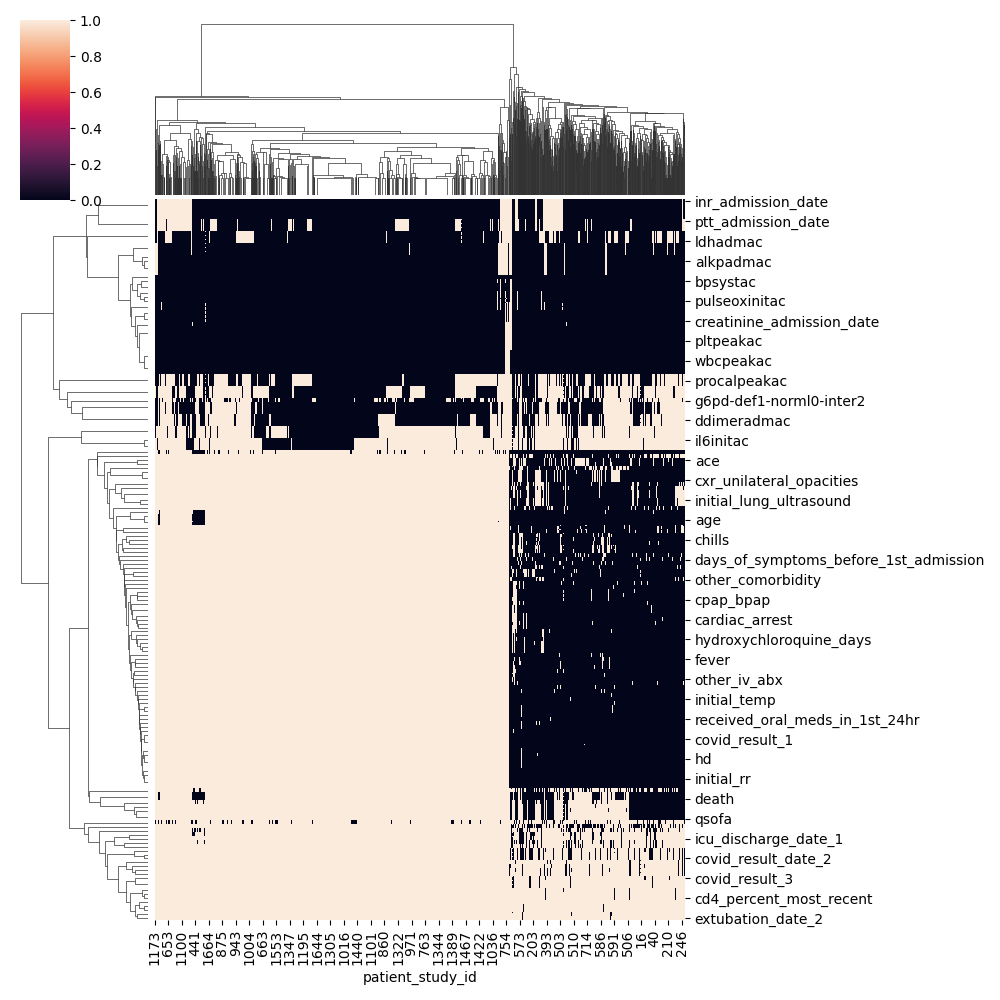 1.0
0.8
0.6
0.4
0.2
0.0
inr_admission_date
ptt_admission_date
ldhadmac
alkpadmac
bpsystac
pulseoxinitac
creatinine_admission_date
pltpeakac
wbcpeakac
procalpeakac
g6pd-def1-norml0-inter2
ddimeradmac
il6initac
ace
cxr_unilateral_opacities
initial_lung_ultrasound
age
chills
days_of_symptoms_before_1st_admission
other_comorbidity
cpap_bpap
cardiac_arrest
hydroxychloroquine_days
fever
other_iv_abx
initial_temp
received_oral_meds_in_1st_24hr
covid_result_1
hd
initial_rr
death
qsofa
icu_discharge_date_1
covid_result_date_2
covid_result_3
cd4_percent_most_recent
extubation_date_2
1173
653
1100
441
1664
875
943
1004
663
1553
1347
1195
1644
1305
1016
1440
1101
860
1322
971
763
1344
1389
1467
1422
1036
754
573
203
393
503
510
714
586
591
506
16
40
210
246
patient_study_id